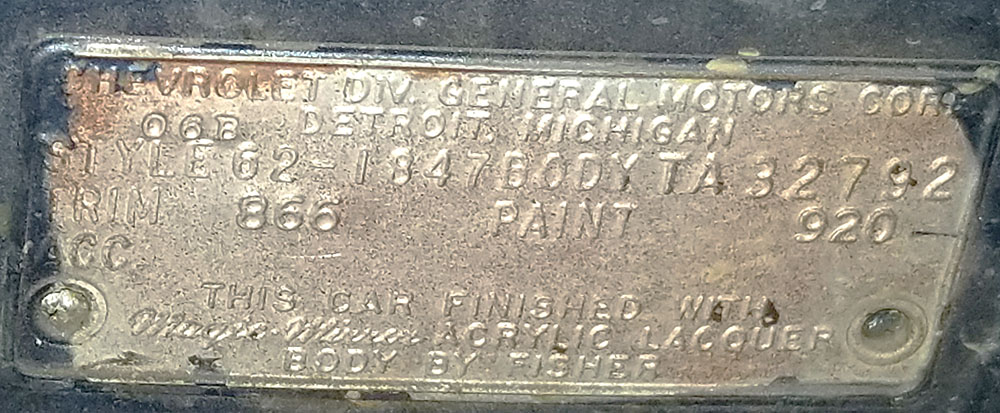 CHEVROLET DIV. GENERAL MOTORS CORP.
06B DETROIT, MICHIGAN
STYLE 62-1847 BODY TA 32792
TRIM 866 PAINT 920
ACC.
THIS CAR FINISHED WITH
Magic-Mirror ACRYLIC LACQUER
BODY BY FISHER